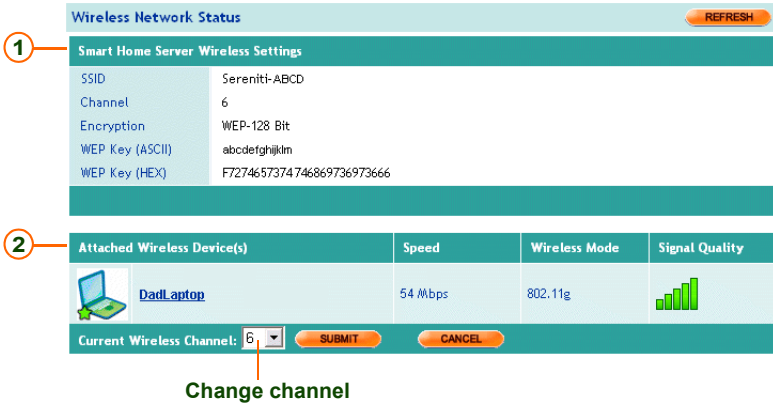 Wireless Network Status REFRESH
1 Smart Home Server Wireless Settings
SSID Sereniti-ABCD
Channel 6
Encryption WEP-128 Bit
WEP Key (ASCII) abcdefghijklm
WEP Key (HEX) F7274657374746869736973666
2 Attached Wireless Device(s) Speed Wireless Mode Signal Quality
DadLaptop 54 Mbps 802.11g
Current Wireless Channel: 6 SUBMIT CANCEL
Change channel